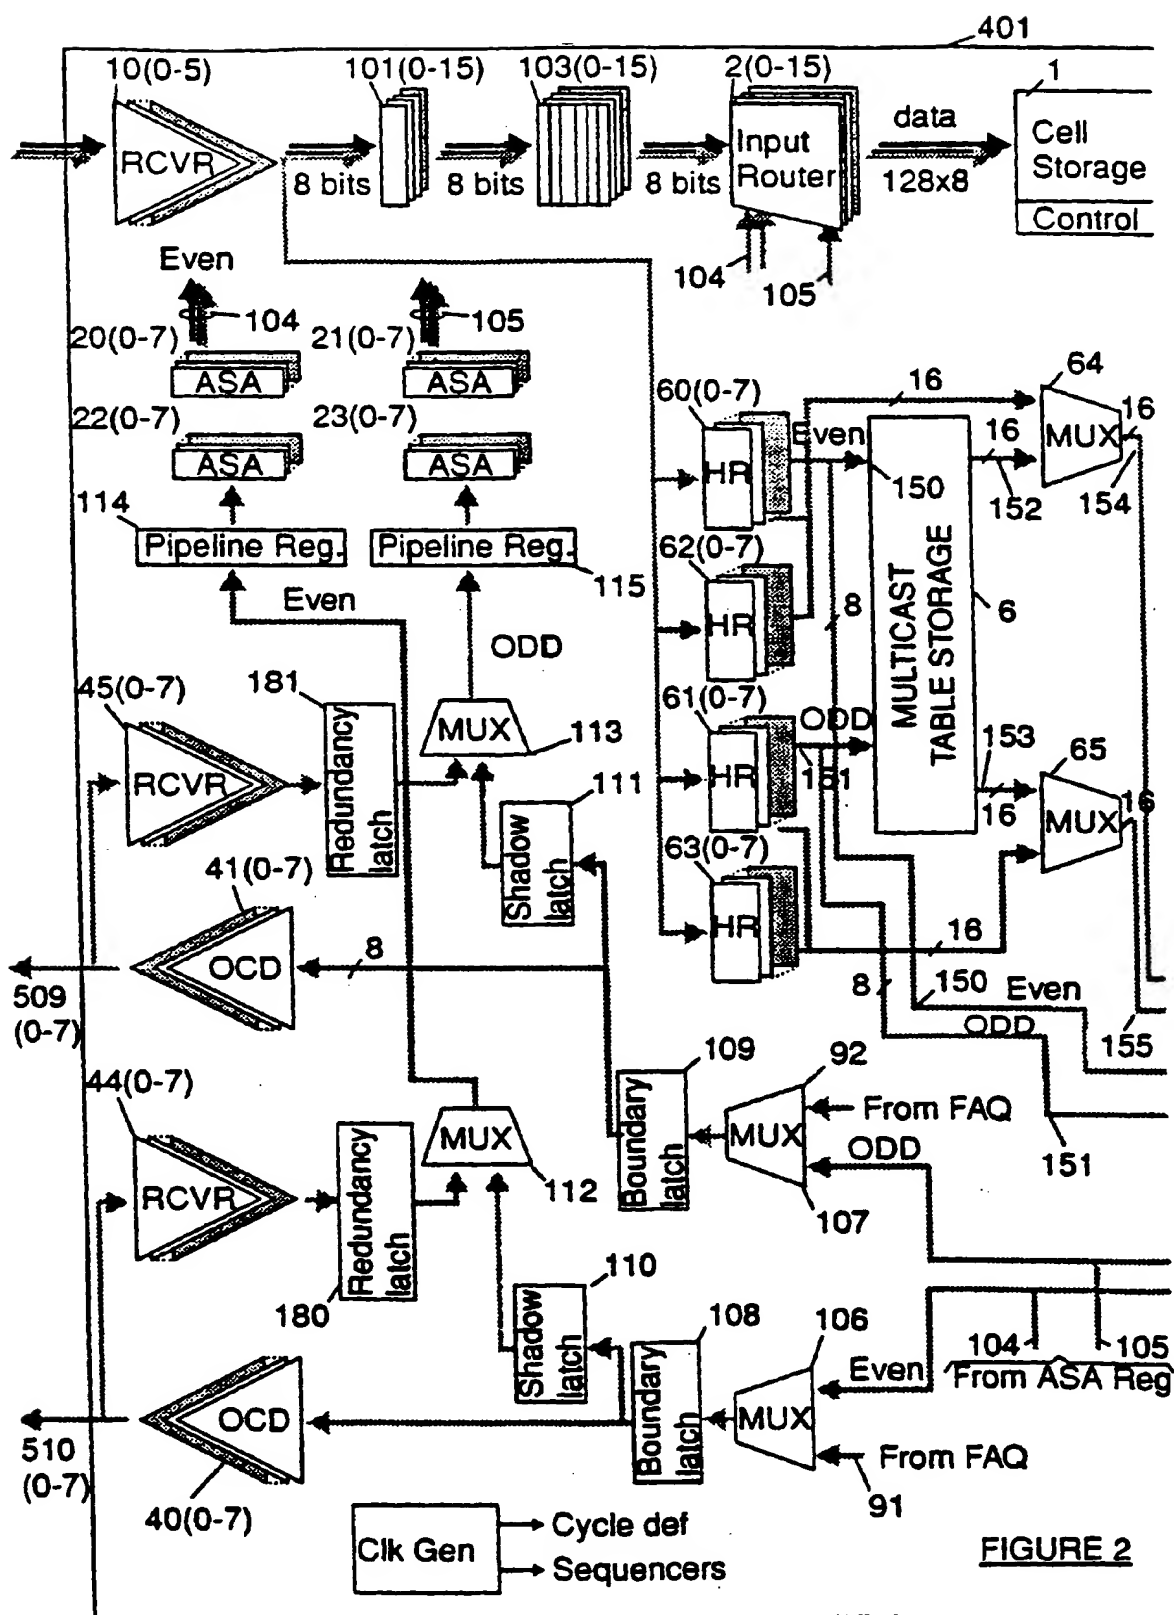 401
10(0-5)
101(0-15)
103(0-15)
2(0-15)
1
RCVR
8 bits
8 bits
8 bits
Input
Router
data
128x8
Cell
Storage
Control
104
105
Even
104
105
20(0-7)
21(0-7)
ASA
ASA
22(0-7)
23(0-7)
ASA
ASA
114
Pipeline Reg.
Pipeline Reg.
115
Even
ODD
60(0-7)
HR
Even
150
16
64
MUX
16
16
152
154
62(0-7)
HR
8
MULTICAST
TABLE STORAGE
6
61(0-7)
HR
ODD
151
153
16
65
MUX
16
63(0-7)
HR
16
8
150
Even
ODD
155
151
45(0-7)
181
RCVR
Redundancy
latch
MUX
113
111
Shadow
latch
41(0-7)
OCD
8
509
(0-7)
44(0-7)
RCVR
Redundancy
latch
180
MUX
112
109
Boundary
latch
92
MUX
From FAQ
ODD
107
110
Shadow
latch
108
Boundary
latch
106
MUX
Even
From FAQ
91
104
105
From ASA Reg
OCD
510
(0-7)
40(0-7)
Clk Gen
Cycle def
Sequencers
FIGURE 2